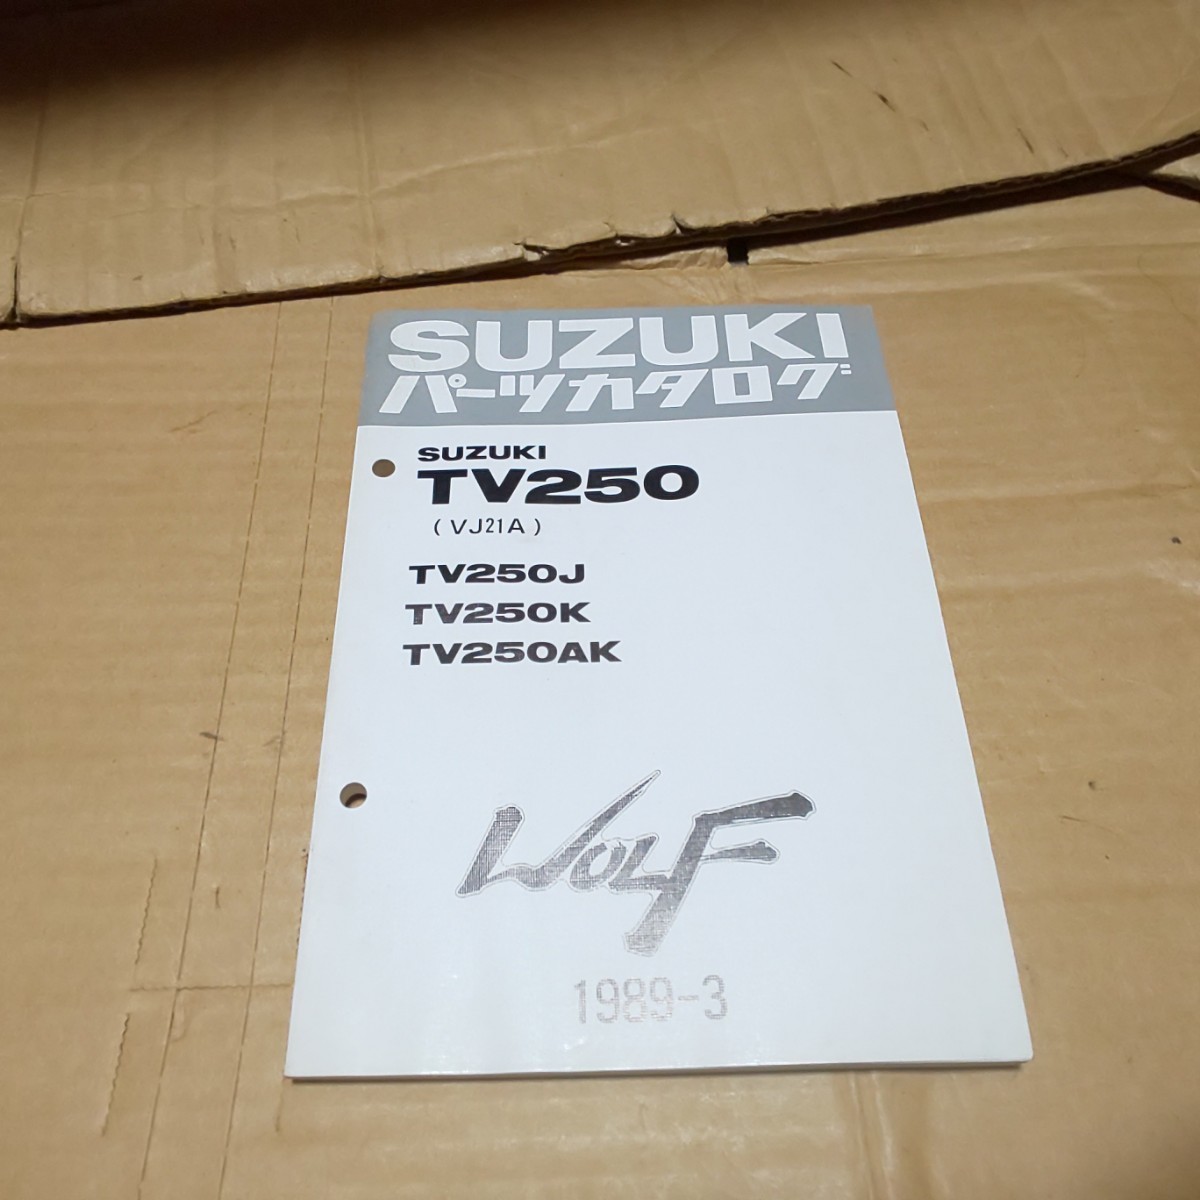 SUZUKI
パーツカタログ
SUZUKI
TV250
(VJ21A)
TV250J
TV250K
TV250AK
WOLF
1989-3